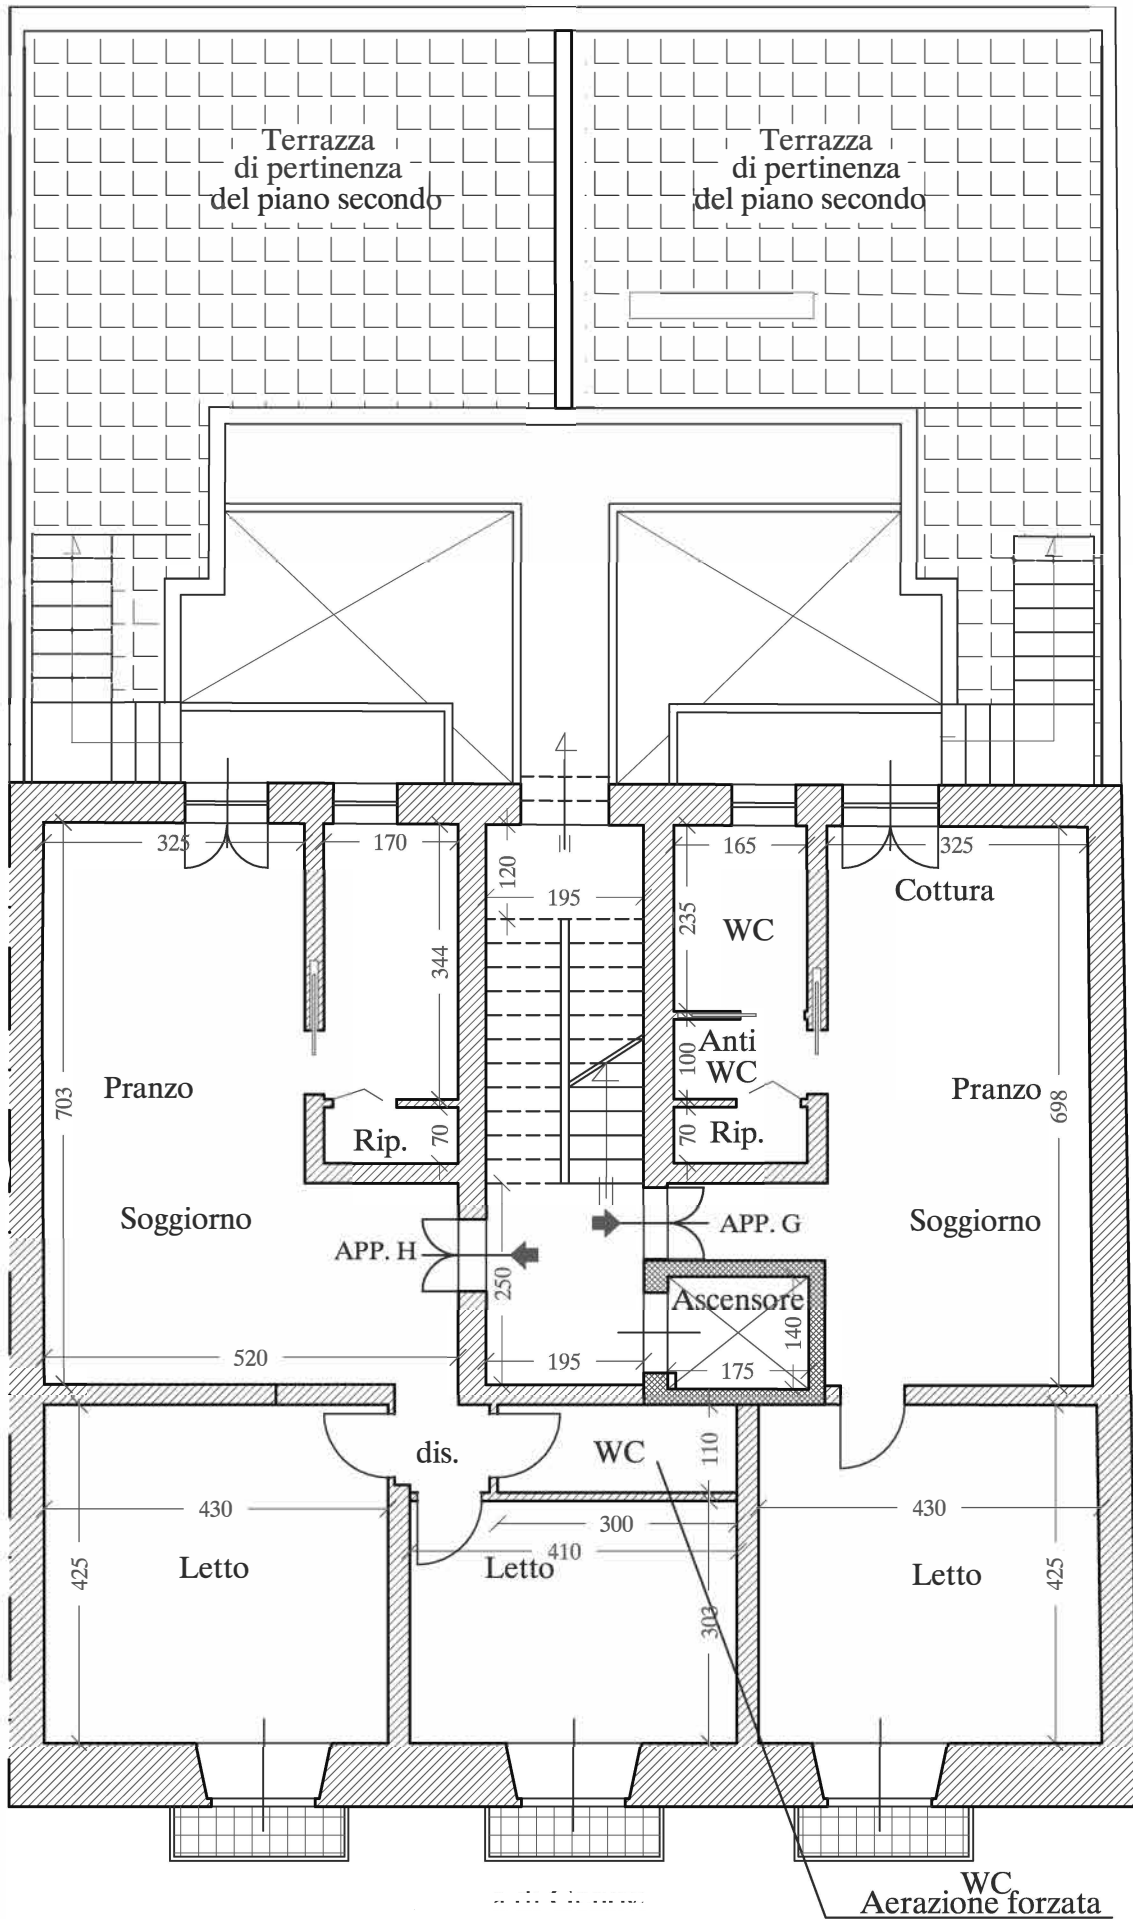 Terrazza
di pertinenza
del piano secondo
Terrazza
di pertinenza
del piano secondo
325
170
120
195
165
325
Cottura
235
WC
344
Anti
WC
100
Pranzo
703
Pranzo
698
Rip.
70
70
Rip.
Soggiorno
APP. H
APP. G
Soggiorno
250
Ascensore
140
520
195
175
dis.
WC
110
430
300
430
410
Letto
Letto
Letto
425
425
303
WC
Aerazione forzata